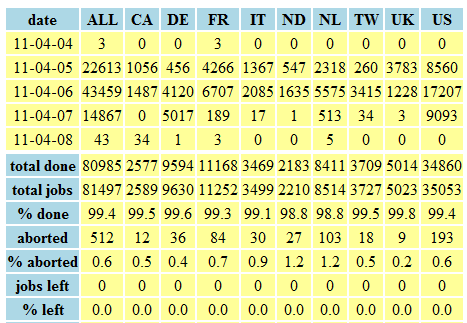 date ALL CA DE FR IT ND NL TW UK US
11-04-04 3 0 0 3 0 0 0 0 0 0
11-04-05 22613 1056 456 4266 1367 547 2318 260 3783 8560
11-04-06 43459 1487 4120 6707 2085 1635 5575 3415 1228 17207
11-04-07 14867 0 5017 189 17 1 513 34 3 9093
11-04-08 43 34 1 3 0 0 5 0 0 0
total done 80985 2577 9594 11168 3469 2183 8411 3709 5014 34860
total jobs 81497 2589 9630 11252 3499 2210 8514 3727 5023 35053
% done 99.4 99.5 99.6 99.3 99.1 98.8 98.8 99.5 99.8 99.4
aborted 512 12 36 84 30 27 103 18 9 193
% aborted 0.6 0.5 0.4 0.7 0.9 1.2 1.2 0.5 0.2 0.6
jobs left 0 0 0 0 0 0 0 0 0 0
% left 0.0 0.0 0.0 0.0 0.0 0.0 0.0 0.0 0.0 0.0